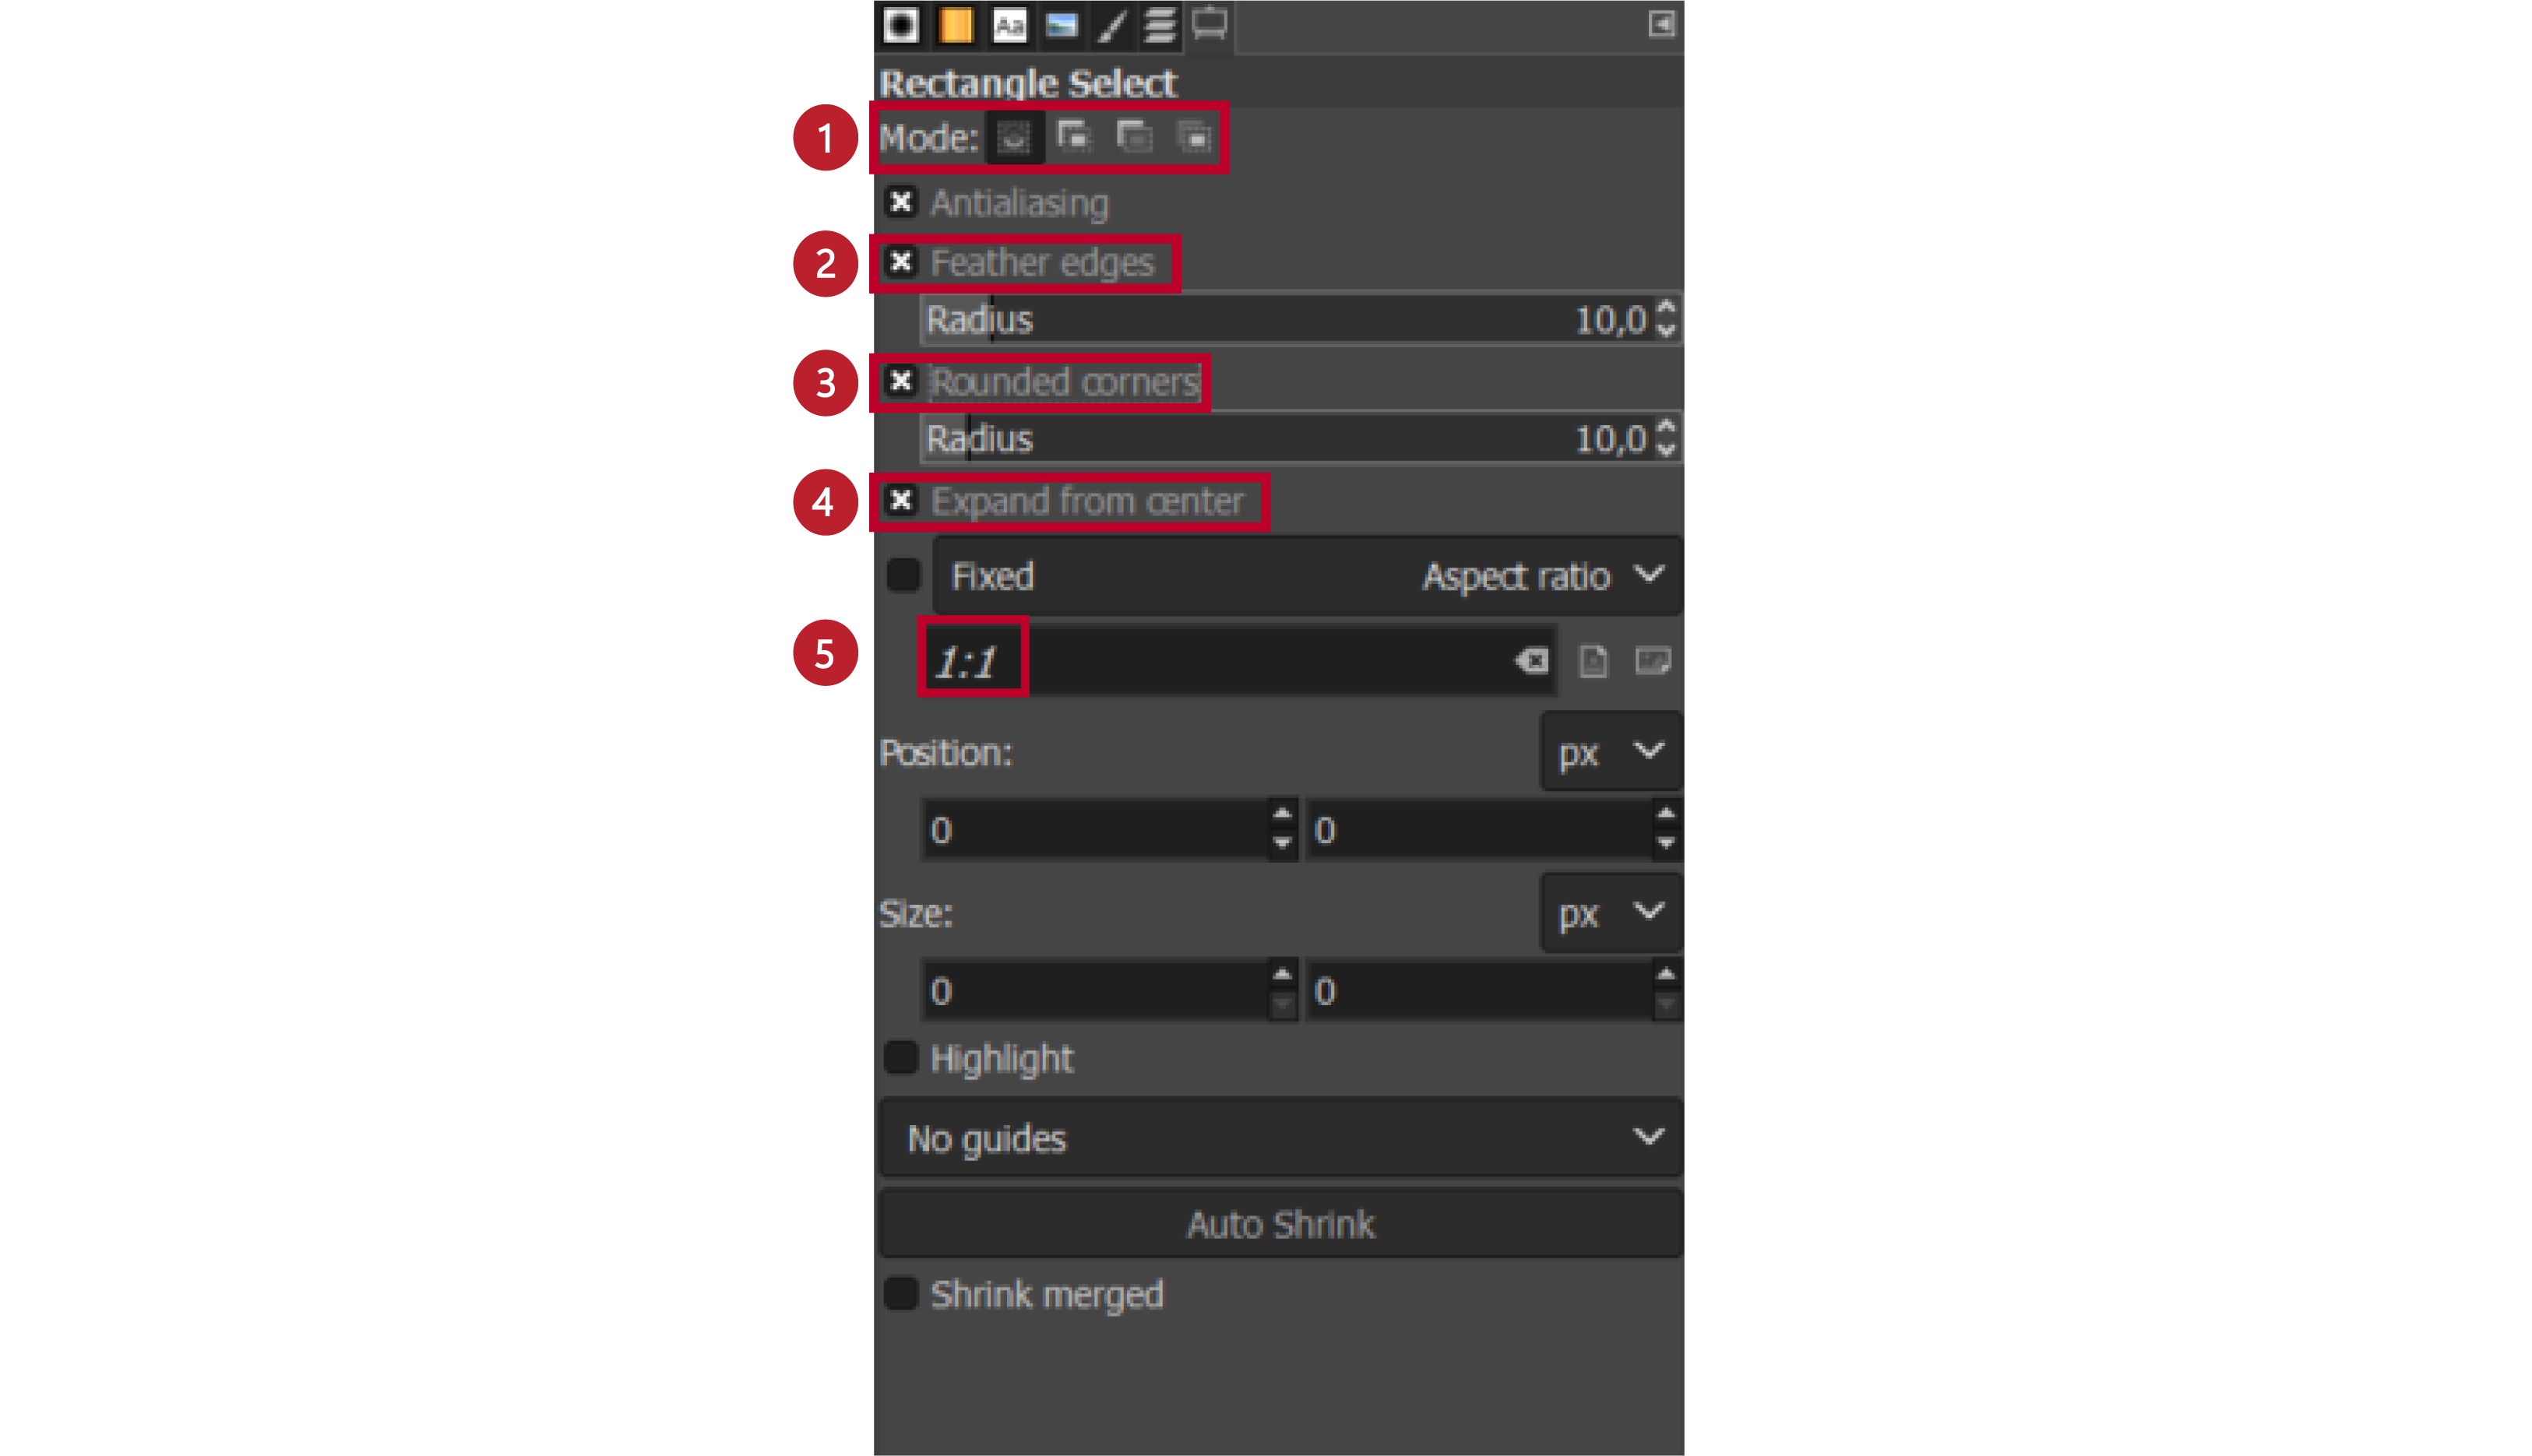 Aa
Rectangle Select
1 Mode:
Antialiasing
2 Feather edges
Radius 10,0
3 Rounded corners
Radius 10,0
4 Expand from center
Fixed Aspect ratio
5 1:1
Position: px
0 0
Size: px
0 0
Highlight
No guides
Auto Shrink
Shrink merged